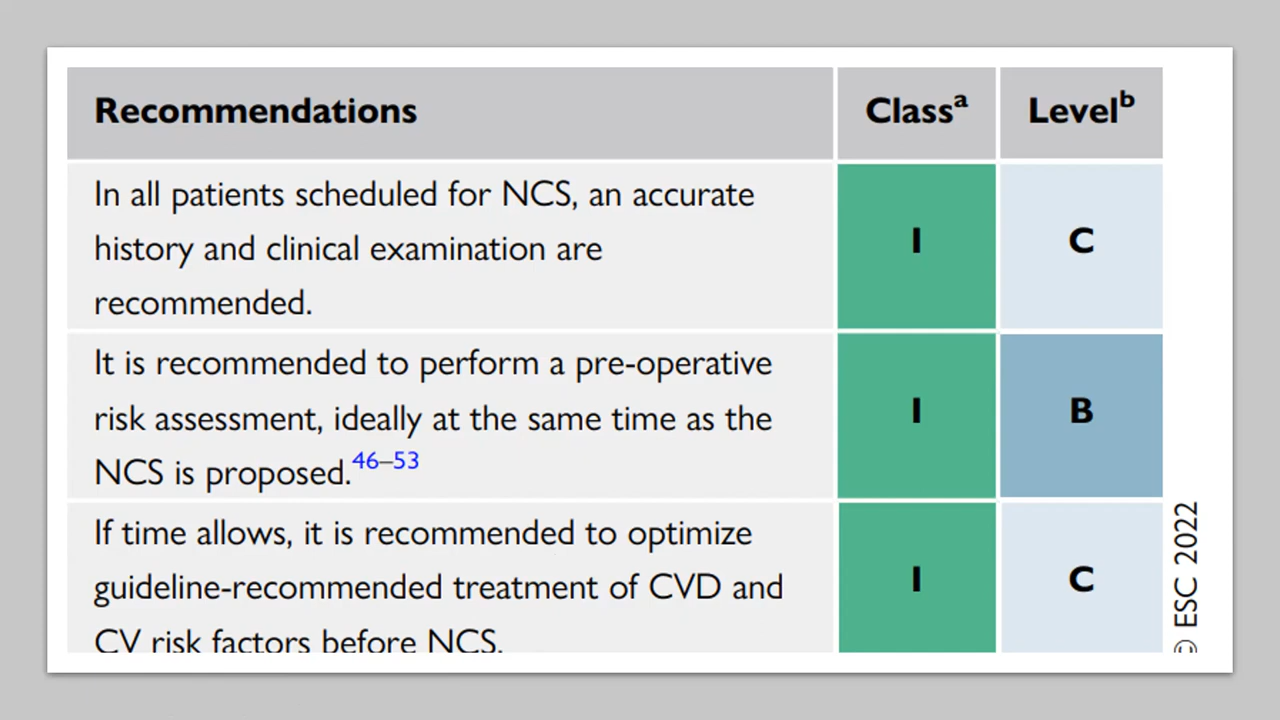 Recommendations Classᵃ Levelᵇ
In all patients scheduled for NCS, an accurate
history and clinical examination are
recommended.
I C
It is recommended to perform a pre-operative
risk assessment, ideally at the same time as the
NCS is proposed.⁴⁶⁻⁵³
I B
If time allows, it is recommended to optimize
guideline-recommended treatment of CVD and
CV risk factors before NCS.
I C
© ESC 2022